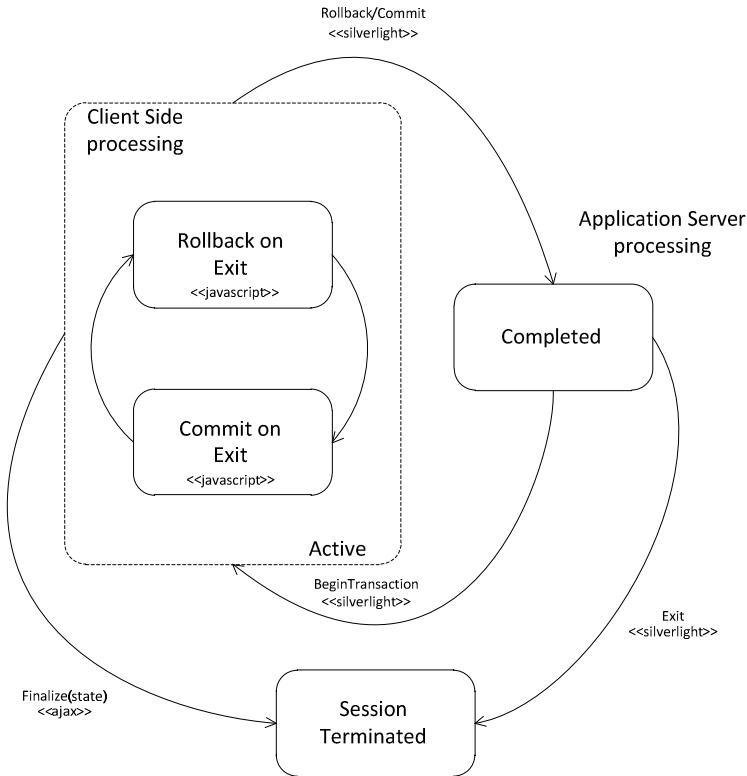 Rollback/Commit
<<silverlight>>
Client Side
processing
Rollback on
Exit
<<javascript>>
Application Server
processing
Completed
Commit on
Exit
<<javascript>>
Active
BeginTransaction
<<silverlight>>
Exit
<<silverlight>>
Finalize(state)
<<ajax>>
Session
Terminated